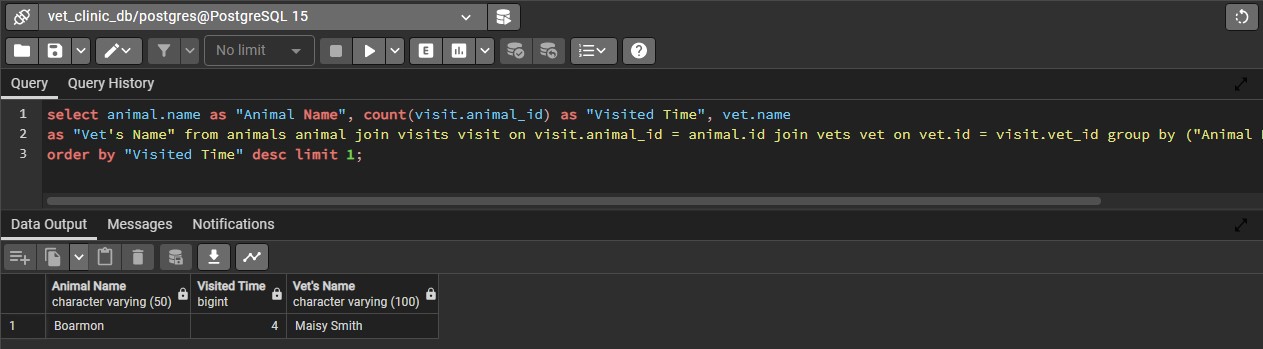 vet_clinic_db/postgres@PostgreSQL 15
No limit
E
Query Query History
1 select animal.name as "Animal Name", count(visit.animal_id) as "Visited Time", vet.name
2 as "Vet's Name" from animals animal join visits visit on visit.animal_id = animal.id join vets vet on vet.id = visit.vet_id group by ("Animal
3 order by "Visited Time" desc limit 1;
Data Output Messages Notifications
Animal Name Visited Time Vet's Name
character varying (50) bigint character varying (100)
1 Boarmon 4 Maisy Smith